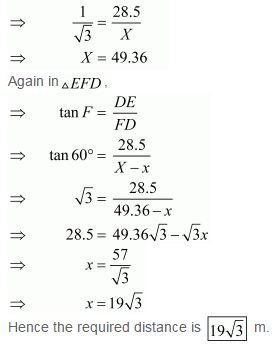 ⇒ 1/√3 = 28.5/X
⇒ X = 49.36
Again in △EFD,
⇒ tan F = DE/FD
⇒ tan 60° = 28.5/(X − x)
⇒ √3 = 28.5/(49.36 − x)
⇒ 28.5 = 49.36√3 − √3x
⇒ x = 57/√3
⇒ x = 19√3
Hence the required distance is 19√3 m.